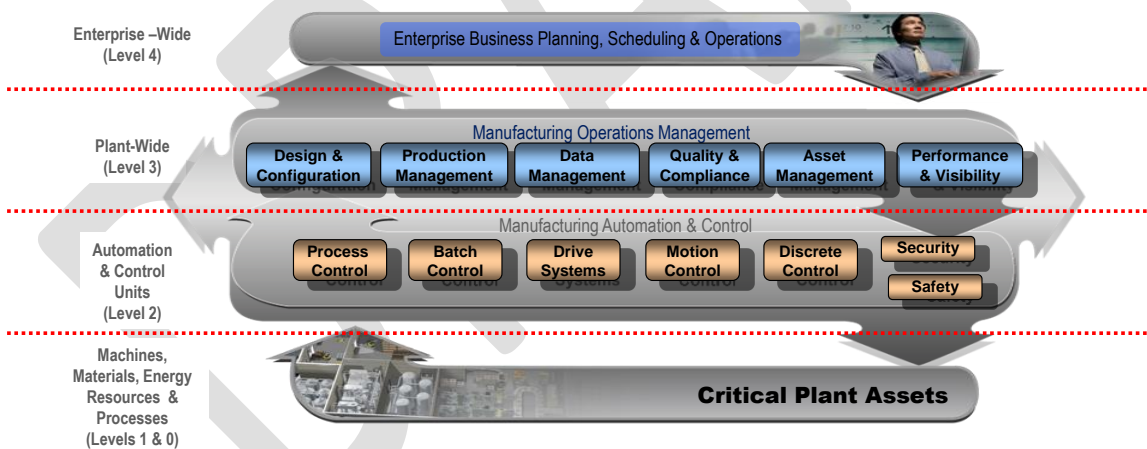 Enterprise –Wide
(Level 4)
Enterprise Business Planning, Scheduling & Operations
Plant-Wide
(Level 3)
Manufacturing Operations Management
Design &
Configuration
Production
Management
Data
Management
Quality &
Compliance
Asset
Management
Performance
& Visibility
Automation
& Control
Units
(Level 2)
Manufacturing Automation & Control
Process
Control
Batch
Control
Drive
Systems
Motion
Control
Discrete
Control
Security
Safety
Machines,
Materials, Energy
Resources &
Processes
(Levels 1 & 0)
Critical Plant Assets